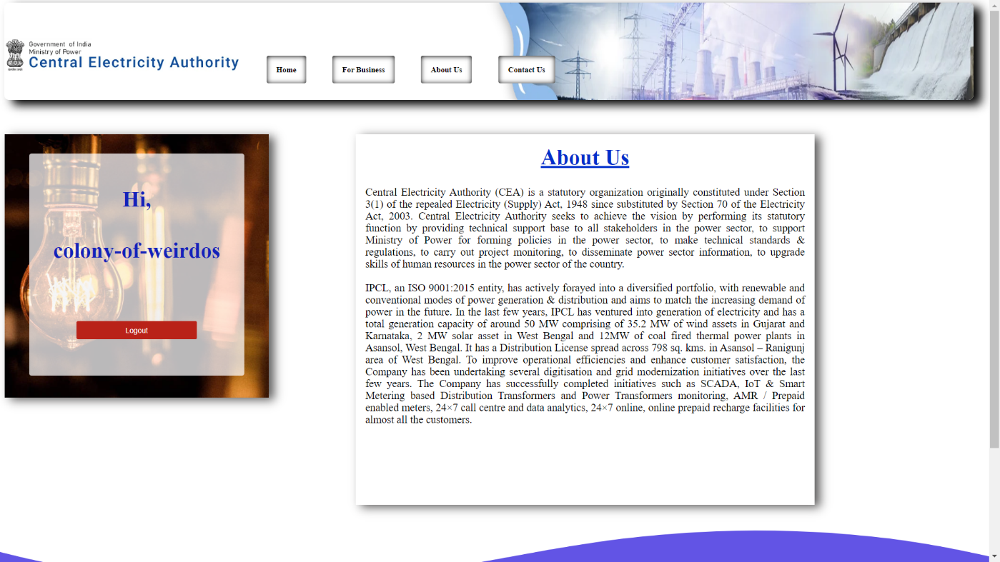 Government of India
Ministry of Power
Central Electricity Authority
Home
For Business
About Us
Contact Us
Hi,
colony-of-weirdos
Logout
About Us
Central Electricity Authority (CEA) is a statutory organization originally constituted under Section
3(1) of the repealed Electricity (Supply) Act, 1948 since substituted by Section 70 of the Electricity
Act, 2003. Central Electricity Authority seeks to achieve the vision by performing its statutory
function by providing technical support base to all stakeholders in the power sector, to support
Ministry of Power for forming policies in the power sector, to make technical standards &
regulations, to carry out project monitoring, to disseminate power sector information, to upgrade
skills of human resources in the power sector of the country.
IPCL, an ISO 9001:2015 entity, has actively forayed into a diversified portfolio, with renewable and
conventional modes of power generation & distribution and aims to match the increasing demand of
power in the future. In the last few years, IPCL has ventured into generation of electricity and has a
total generation capacity of around 50 MW comprising of 35.2 MW of wind assets in Gujarat and
Karnataka, 2 MW solar asset in West Bengal and 12MW of coal fired thermal power plants in
Asansol, West Bengal. It has a Distribution License spread across 798 sq. kms. in Asansol – Ranigunj
area of West Bengal. To improve operational efficiencies and enhance customer satisfaction, the
Company has been undertaking several digitisation and grid modernization initiatives over the last
few years. The Company has successfully completed initiatives such as SCADA, IoT & Smart
Metering based Distribution Transformers and Power Transformers monitoring, AMR / Prepaid
enabled meters, 24×7 call centre and data analytics, 24×7 online, online prepaid recharge facilities for
almost all the customers.